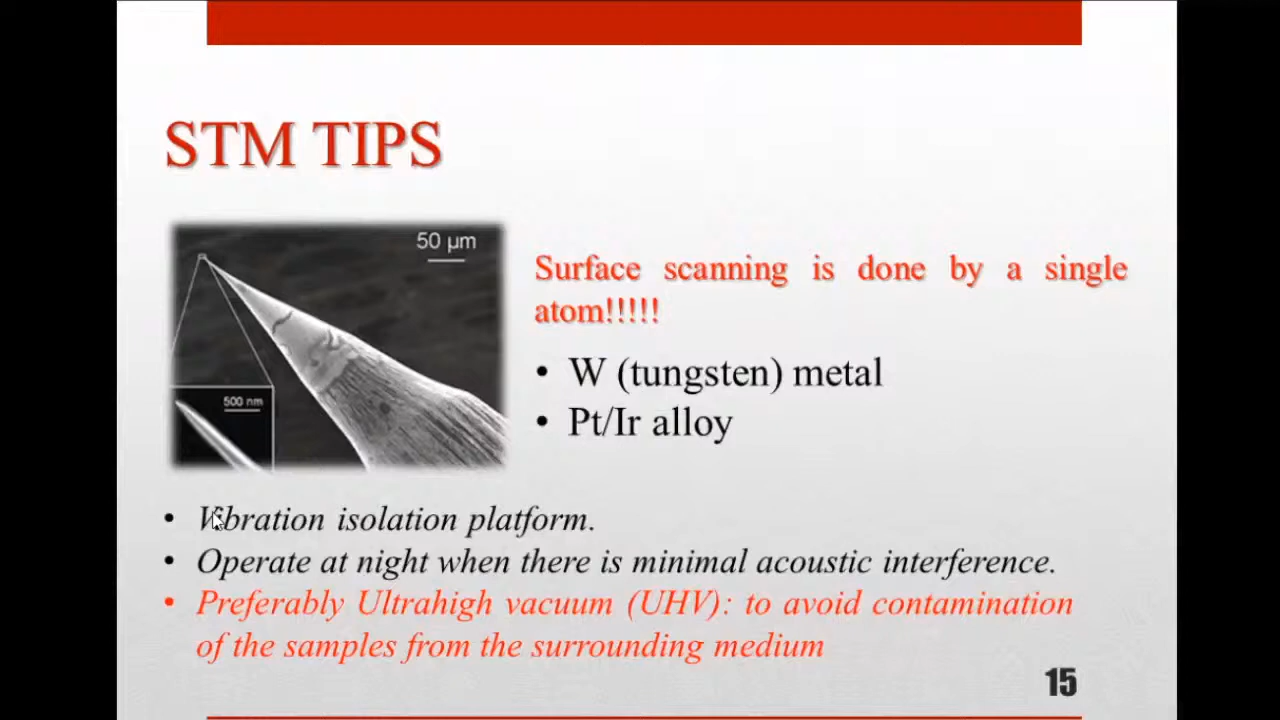 STM TIPS
50 µm
500 nm
Surface scanning is done by a single
atom!!!!!
• W (tungsten) metal
• Pt/Ir alloy
• Vibration isolation platform.
• Operate at night when there is minimal acoustic interference.
• Preferably Ultrahigh vacuum (UHV): to avoid contamination
of the samples from the surrounding medium
15